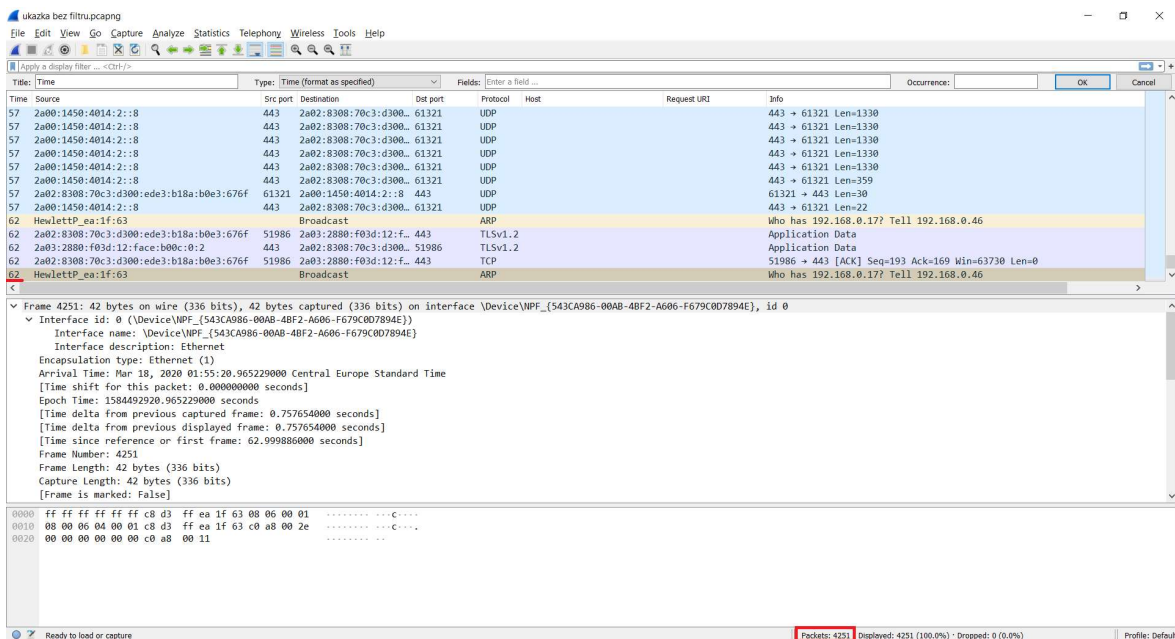 ukazka bez filtru.pcapng
File Edit View Go Capture Analyze Statistics Telephony Wireless Tools Help
Apply a display filter ... <Ctrl-/>
Title: Time Type: Time (format as specified) Fields: Enter a field ... Occurrence: OK Cancel
Time Source Src port Destination Dst port Protocol Host Request URI Info
57 2a00:1450:4014:2::8 443 2a02:8308:70c3:d300… 61321 UDP 443 → 61321 Len=1330
57 2a00:1450:4014:2::8 443 2a02:8308:70c3:d300… 61321 UDP 443 → 61321 Len=1330
57 2a00:1450:4014:2::8 443 2a02:8308:70c3:d300… 61321 UDP 443 → 61321 Len=1330
57 2a00:1450:4014:2::8 443 2a02:8308:70c3:d300… 61321 UDP 443 → 61321 Len=1330
57 2a00:1450:4014:2::8 443 2a02:8308:70c3:d300… 61321 UDP 443 → 61321 Len=1330
57 2a00:1450:4014:2::8 443 2a02:8308:70c3:d300… 61321 UDP 443 → 61321 Len=359
57 2a02:8308:70c3:d300:ede3:b18a:b0e3:676f 61321 2a00:1450:4014:2::8 443 UDP 61321 → 443 Len=30
57 2a00:1450:4014:2::8 443 2a02:8308:70c3:d300… 61321 UDP 443 → 61321 Len=22
62 HewlettP_ea:1f:63 Broadcast ARP Who has 192.168.0.17? Tell 192.168.0.46
62 2a02:8308:70c3:d300:ede3:b18a:b0e3:676f 51986 2a03:2880:f03d:12:f… 443 TLSv1.2 Application Data
62 2a03:2880:f03d:12:face:b00c:0:2 443 2a02:8308:70c3:d300… 51986 TLSv1.2 Application Data
62 2a02:8308:70c3:d300:ede3:b18a:b0e3:676f 51986 2a03:2880:f03d:12:f… 443 TCP 51986 → 443 [ACK] Seq=193 Ack=169 Win=63730 Len=0
62 HewlettP_ea:1f:63 Broadcast ARP Who has 192.168.0.17? Tell 192.168.0.46
Frame 4251: 42 bytes on wire (336 bits), 42 bytes captured (336 bits) on interface \Device\NPF_{543CA986-00AB-4BF2-A606-F679C0D7894E}, id 0
Interface id: 0 (\Device\NPF_{543CA986-00AB-4BF2-A606-F679C0D7894E})
Interface name: \Device\NPF_{543CA986-00AB-4BF2-A606-F679C0D7894E}
Interface description: Ethernet
Encapsulation type: Ethernet (1)
Arrival Time: Mar 18, 2020 01:55:20.965229000 Central Europe Standard Time
[Time shift for this packet: 0.000000000 seconds]
Epoch Time: 1584492920.965229000 seconds
[Time delta from previous captured frame: 0.757654000 seconds]
[Time delta from previous displayed frame: 0.757654000 seconds]
[Time since reference or first frame: 62.999886000 seconds]
Frame Number: 4251
Frame Length: 42 bytes (336 bits)
Capture Length: 42 bytes (336 bits)
[Frame is marked: False]
0000 ff ff ff ff ff ff c8 d3 ff ea 1f 63 08 06 00 01 ········ ···c····
0010 08 00 06 04 00 01 c8 d3 ff ea 1f 63 c0 a8 00 2e ········ ···c···.
0020 00 00 00 00 00 00 c0 a8 00 11 ········ ··
Ready to load or capture Packets: 4251 Displayed: 4251 (100.0%) · Dropped: 0 (0.0%) Profile: Default